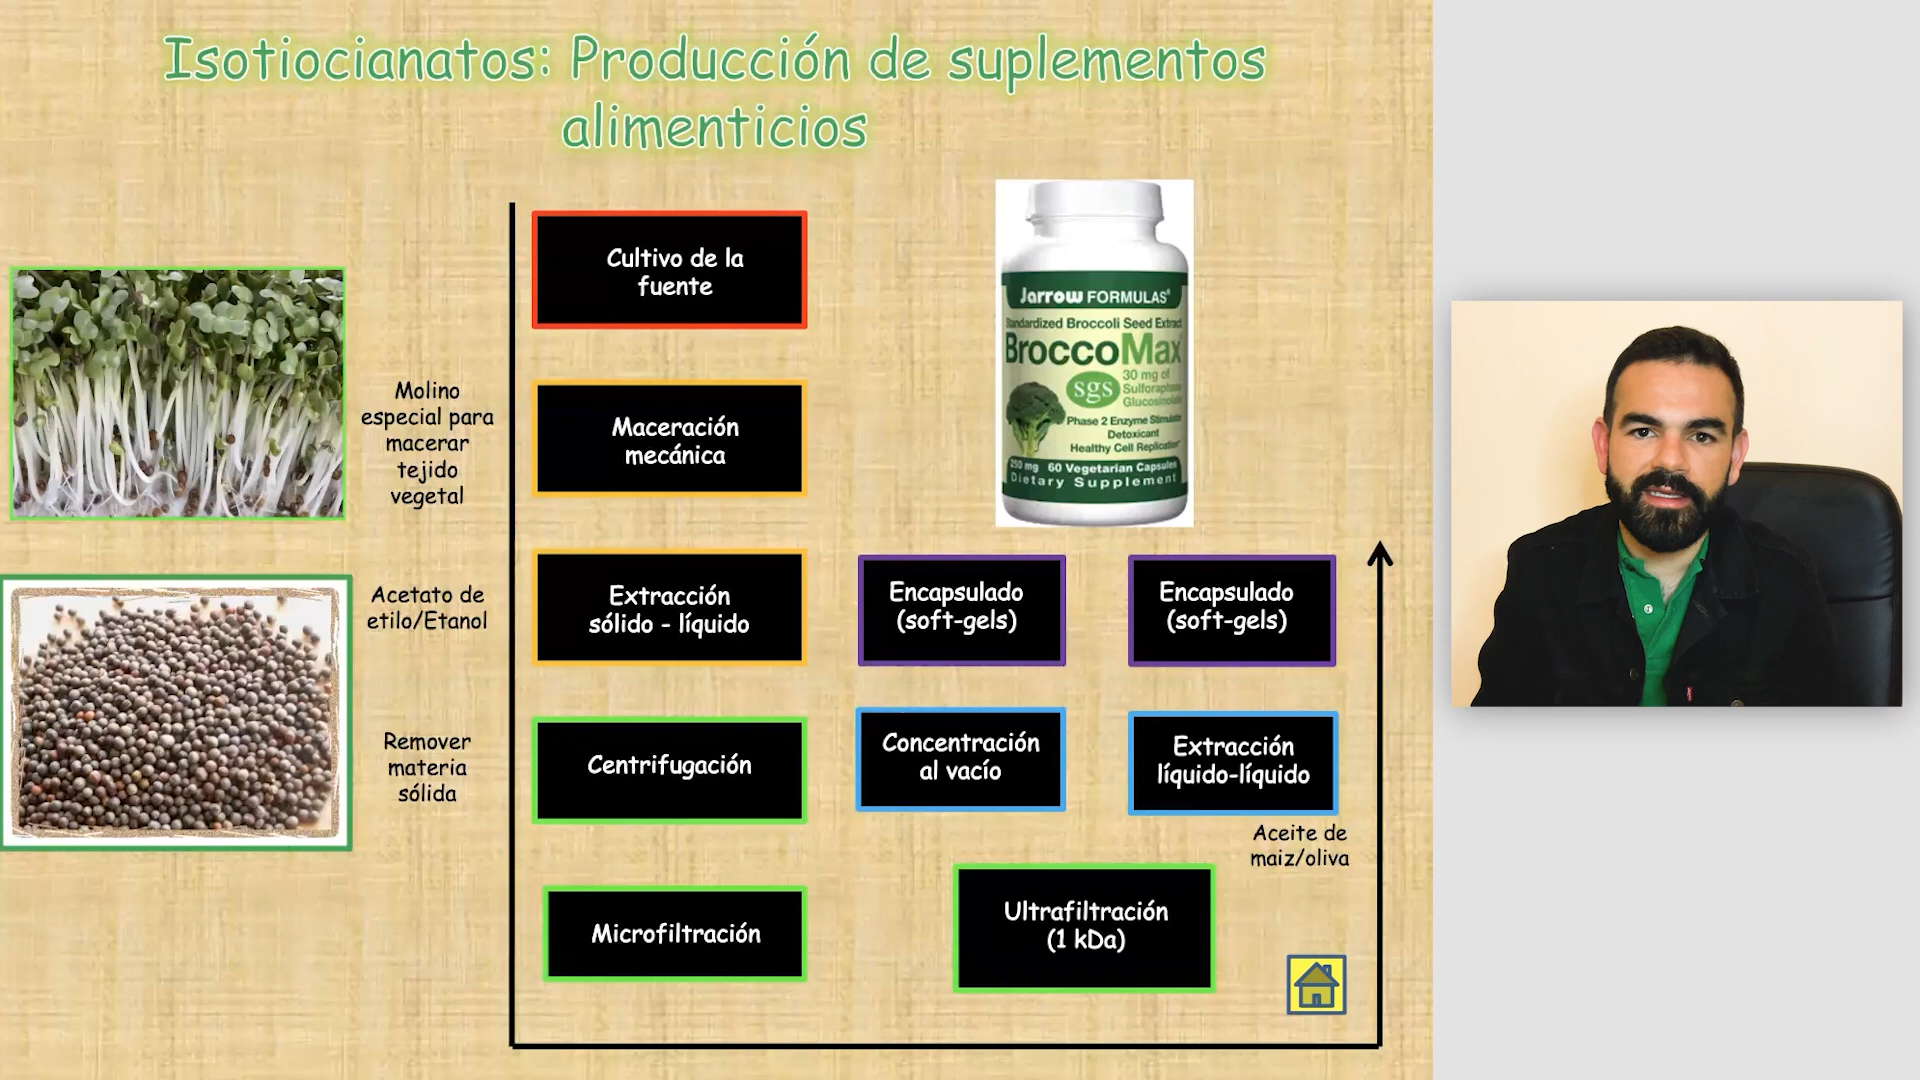 Isotiocianatos: Producción de suplementos
alimenticios
Cultivo de la
fuente
Molino
especial para
macerar
tejido
vegetal
Maceración
mecánica
Acetato de
etilo/Etanol
Extracción
sólido - líquido
Remover
materia
sólida
Centrifugación
Microfiltración
Jarrow FORMULAS®
Standardized Broccoli Seed Extract
BroccoMax
sgs
30 mg of
Sulforaphane
Glucosinolate
Phase 2 Enzyme Stimulator
Detoxicant
Healthy Cell Replication*
250 mg 60 Vegetarian Capsules
Dietary Supplement
Encapsulado
(soft-gels)
Encapsulado
(soft-gels)
Concentración
al vacío
Extracción
líquido-líquido
Aceite de
maiz/oliva
Ultrafiltración
(1 kDa)